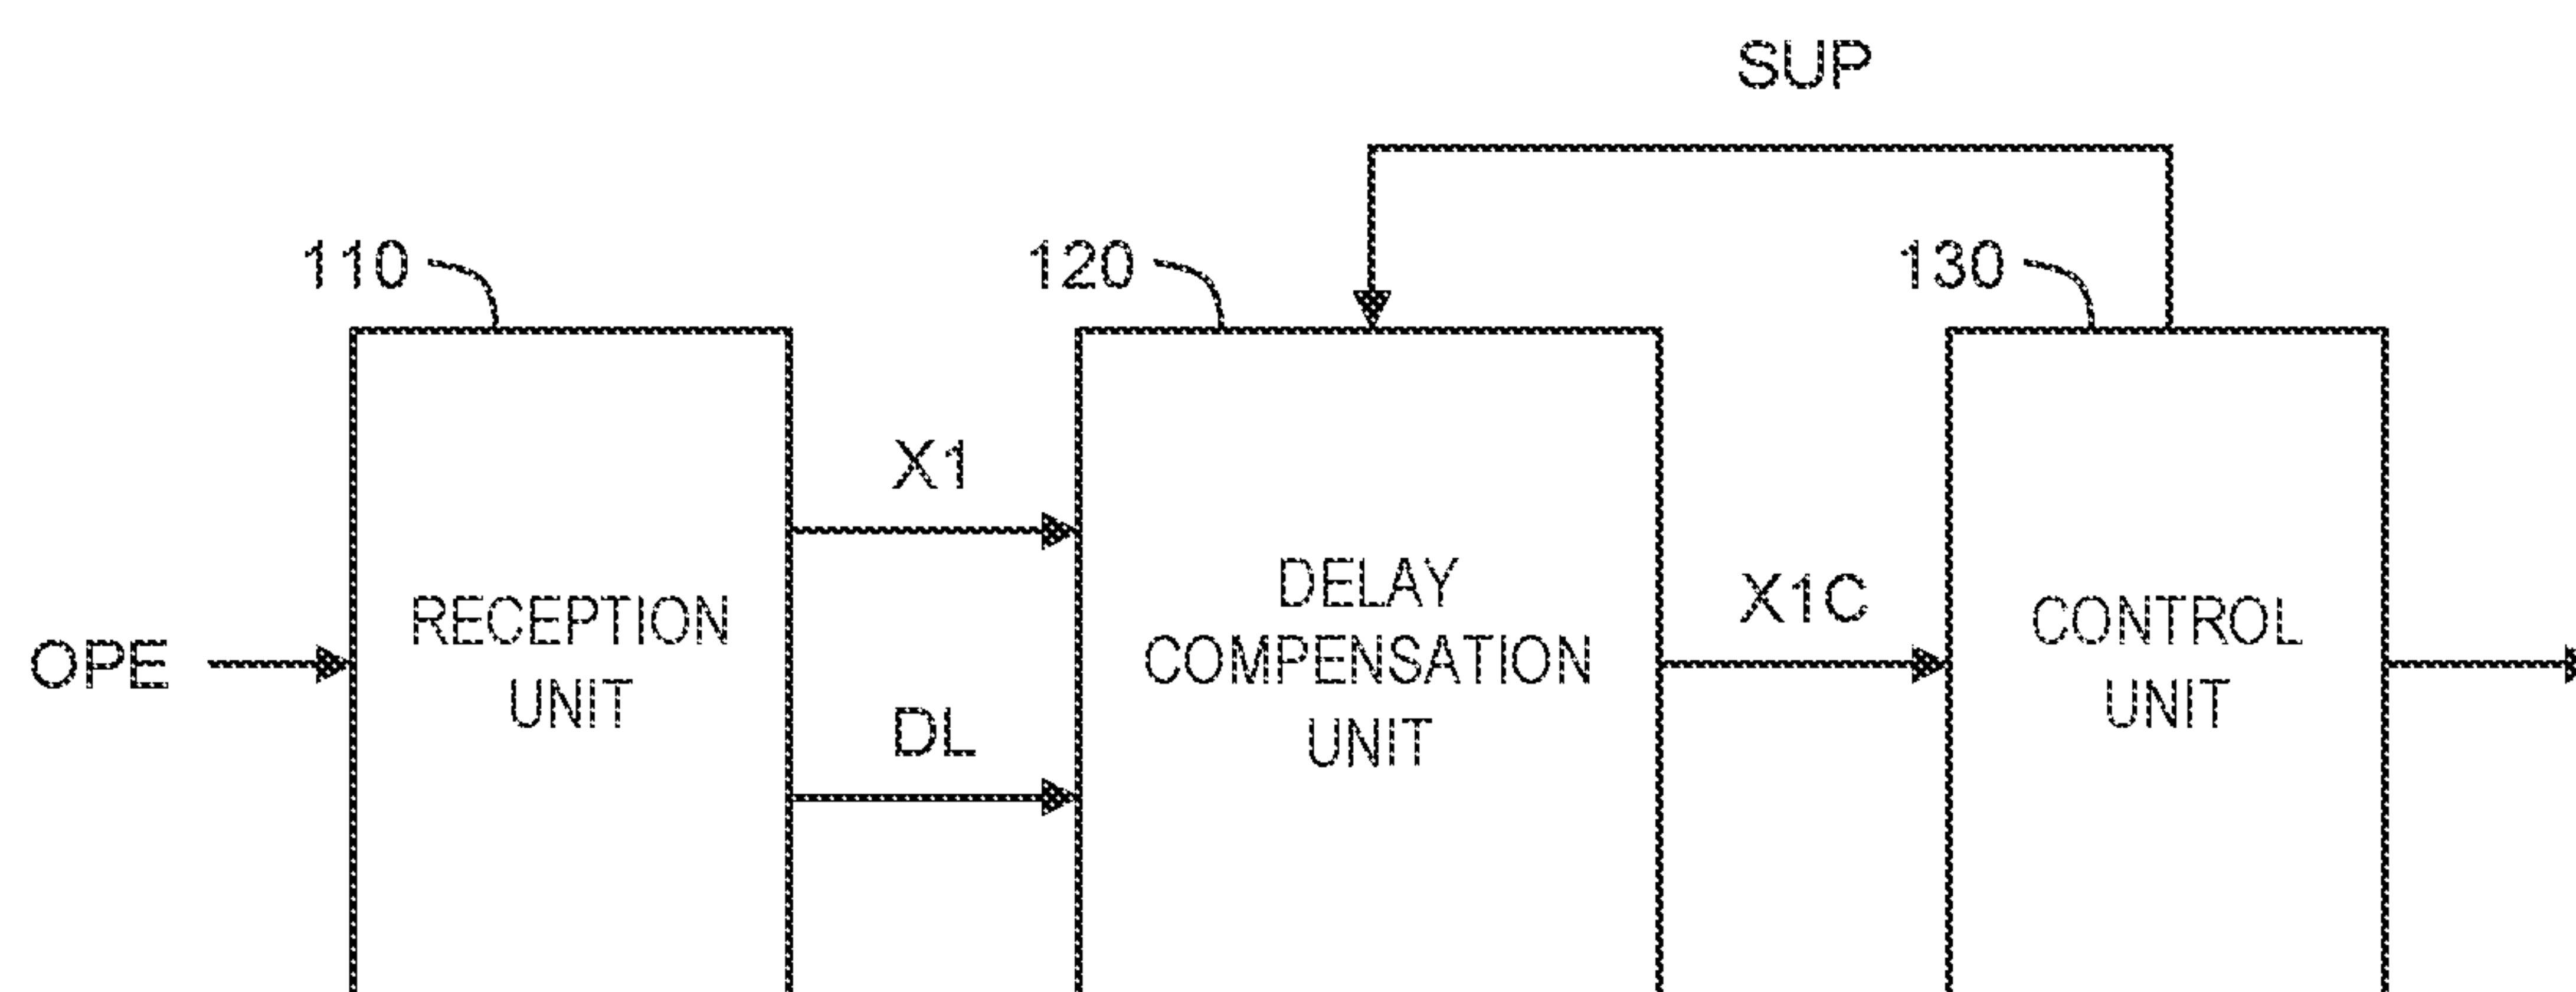 SUP
110
120
130
X1
DELAY
COMPENSATION
UNIT
X1C
RECEPTION
UNIT
CONTROL
UNIT
OPE
DL